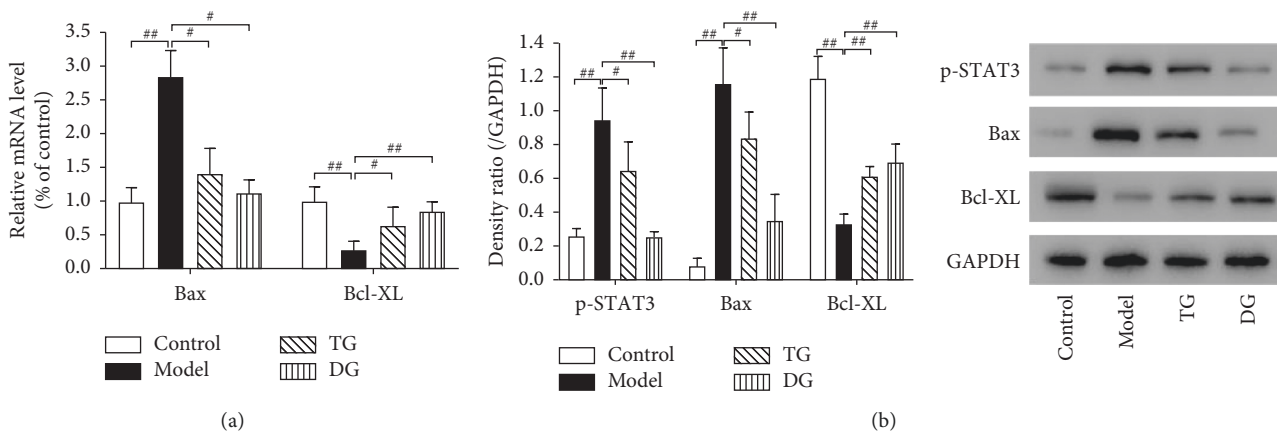 Relative mRNA level
(% of control)
3.5
3.0
2.5
2.0
1.5
1.0
0.5
0.0
##
#
#
##
#
##
Bax
Bcl-XL
Control
Model
TG
DG
(a)
Density ratio (/GAPDH)
1.4
1.2
1.0
0.8
0.6
0.4
0.2
0.0
##
#
##
##
#
##
##
##
##
p-STAT3
Bax
Bcl-XL
Control
Model
TG
DG
p-STAT3
Bax
Bcl-XL
GAPDH
Control
Model
TG
DG
(b)